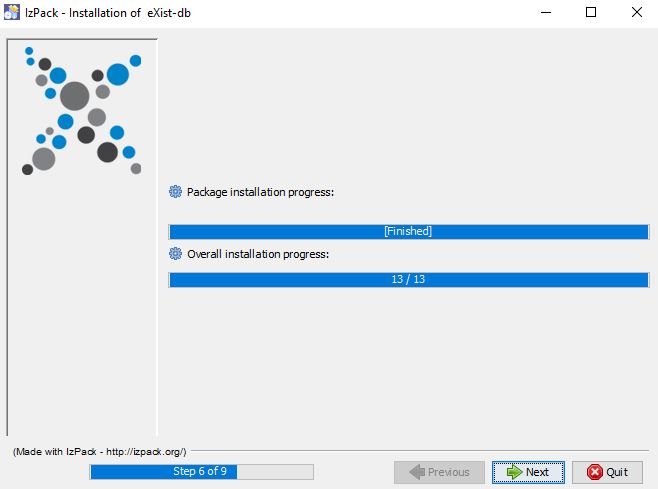 IzPack - Installation of  eXist-db
Package installation progress:
[Finished]
Overall installation progress:
13 / 13
(Made with IzPack - http://izpack.org/)
Step 6 of 9
Previous
Next
Quit